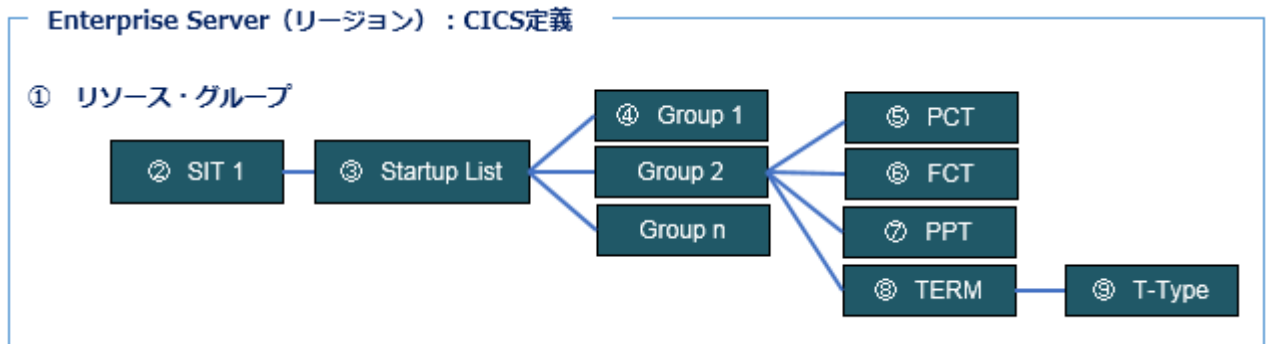 Enterprise Server（リージョン）：CICS定義
① リソース・グループ
② SIT 1
③ Startup List
④ Group 1
Group 2
Group n
⑤ PCT
⑥ FCT
⑦ PPT
⑧ TERM
⑨ T-Type